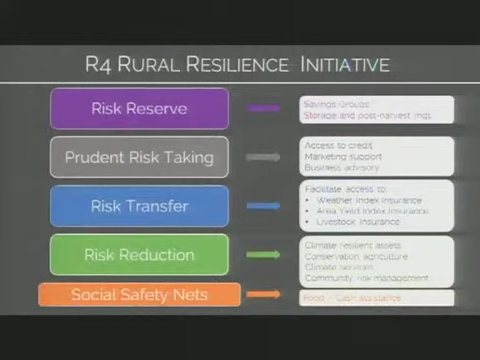 R4 RURAL RESILIENCE INITIATIVE
Risk Reserve
Savings Groups
Storage and post-harvest mgt.
Prudent Risk Taking
Access to credit
Marketing support
Business advisory
Risk Transfer
Facilitate access to:
• Weather Index Insurance
• Area Yield Index Insurance
• Livestock Insurance
Risk Reduction
Climate resilient assets
Conservation agriculture
Climate services
Community risk management
Social Safety Nets
Food / Cash assistance